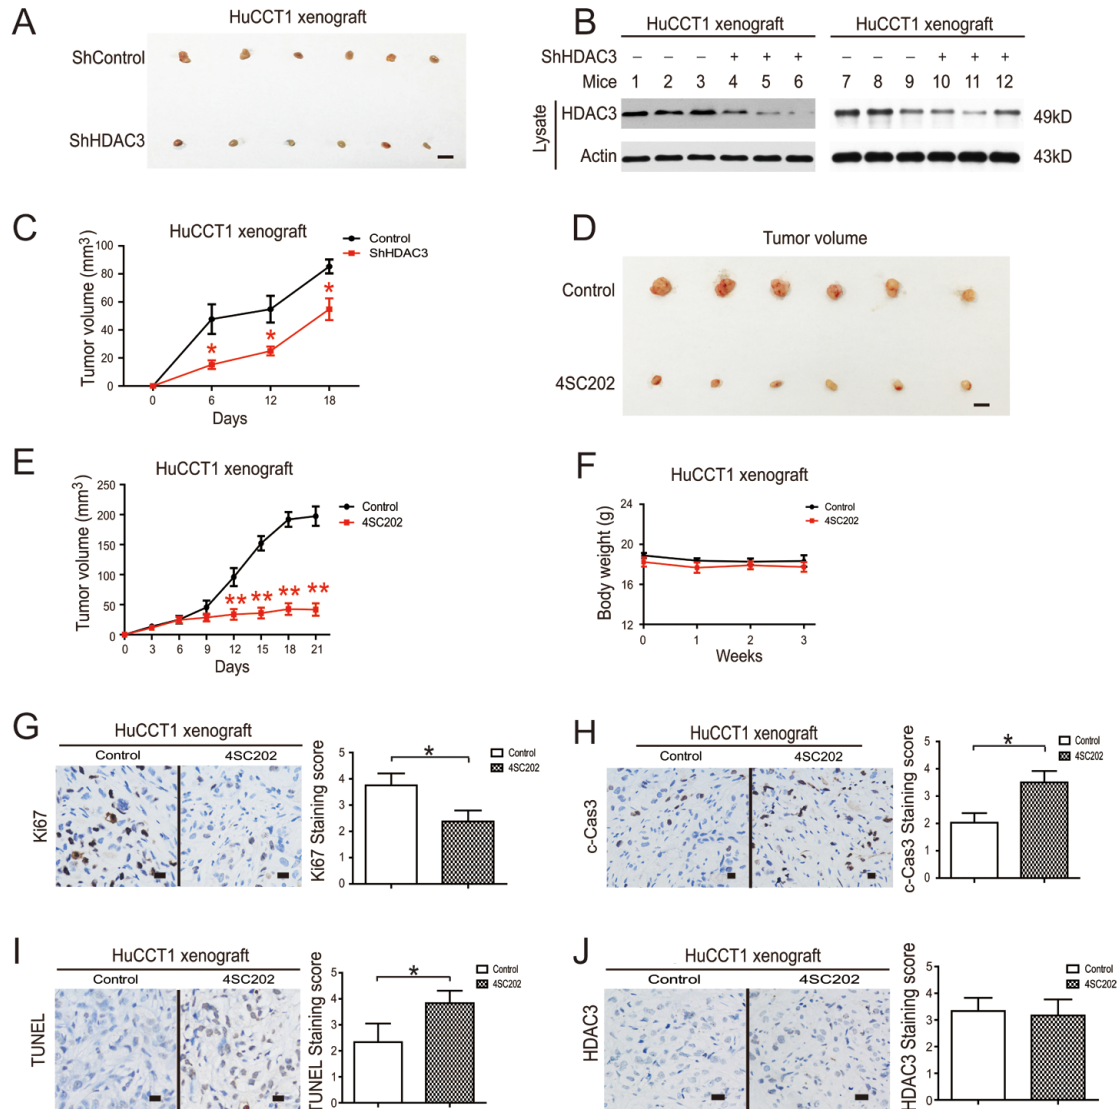 A
HuCCT1 xenograft
ShControl
ShHDAC3
B
HuCCT1 xenograft HuCCT1 xenograft
ShHDAC3 – – – + + + – – – + + +
Mice 1 2 3 4 5 6 7 8 9 10 11 12
Lysate
HDAC3 49kD
Actin 43kD
C
HuCCT1 xenograft
Control
ShHDAC3
Tumor volume (mm3)
100
80
60
40
20
0
* * *
0 6 12 18
Days
D
Tumor volume
Control
4SC202
E
HuCCT1 xenograft
Control
4SC202
Tumor volume (mm3)
250
200
150
100
50
0
** ** ** **
0 3 6 9 12 15 18 21
Days
F
HuCCT1 xenograft
Control
4SC202
Body weight (g)
24
20
16
12
0 1 2 3
Weeks
G
HuCCT1 xenograft
Control 4SC202
Ki67
Ki67 Staining score
5
4
3
2
1
0
*
Control
4SC202
H
HuCCT1 xenograft
Control 4SC202
c-Cas3
c-Cas3 Staining score
5
4
3
2
1
0
*
Control
4SC202
I
HuCCT1 xenograft
Control 4SC202
TUNEL
TUNEL Staining score
5
4
3
2
1
0
*
Control
4SC202
J
HuCCT1 xenograft
Control 4SC202
HDAC3
HDAC3 Staining score
5
4
3
2
1
0
Control
4SC202